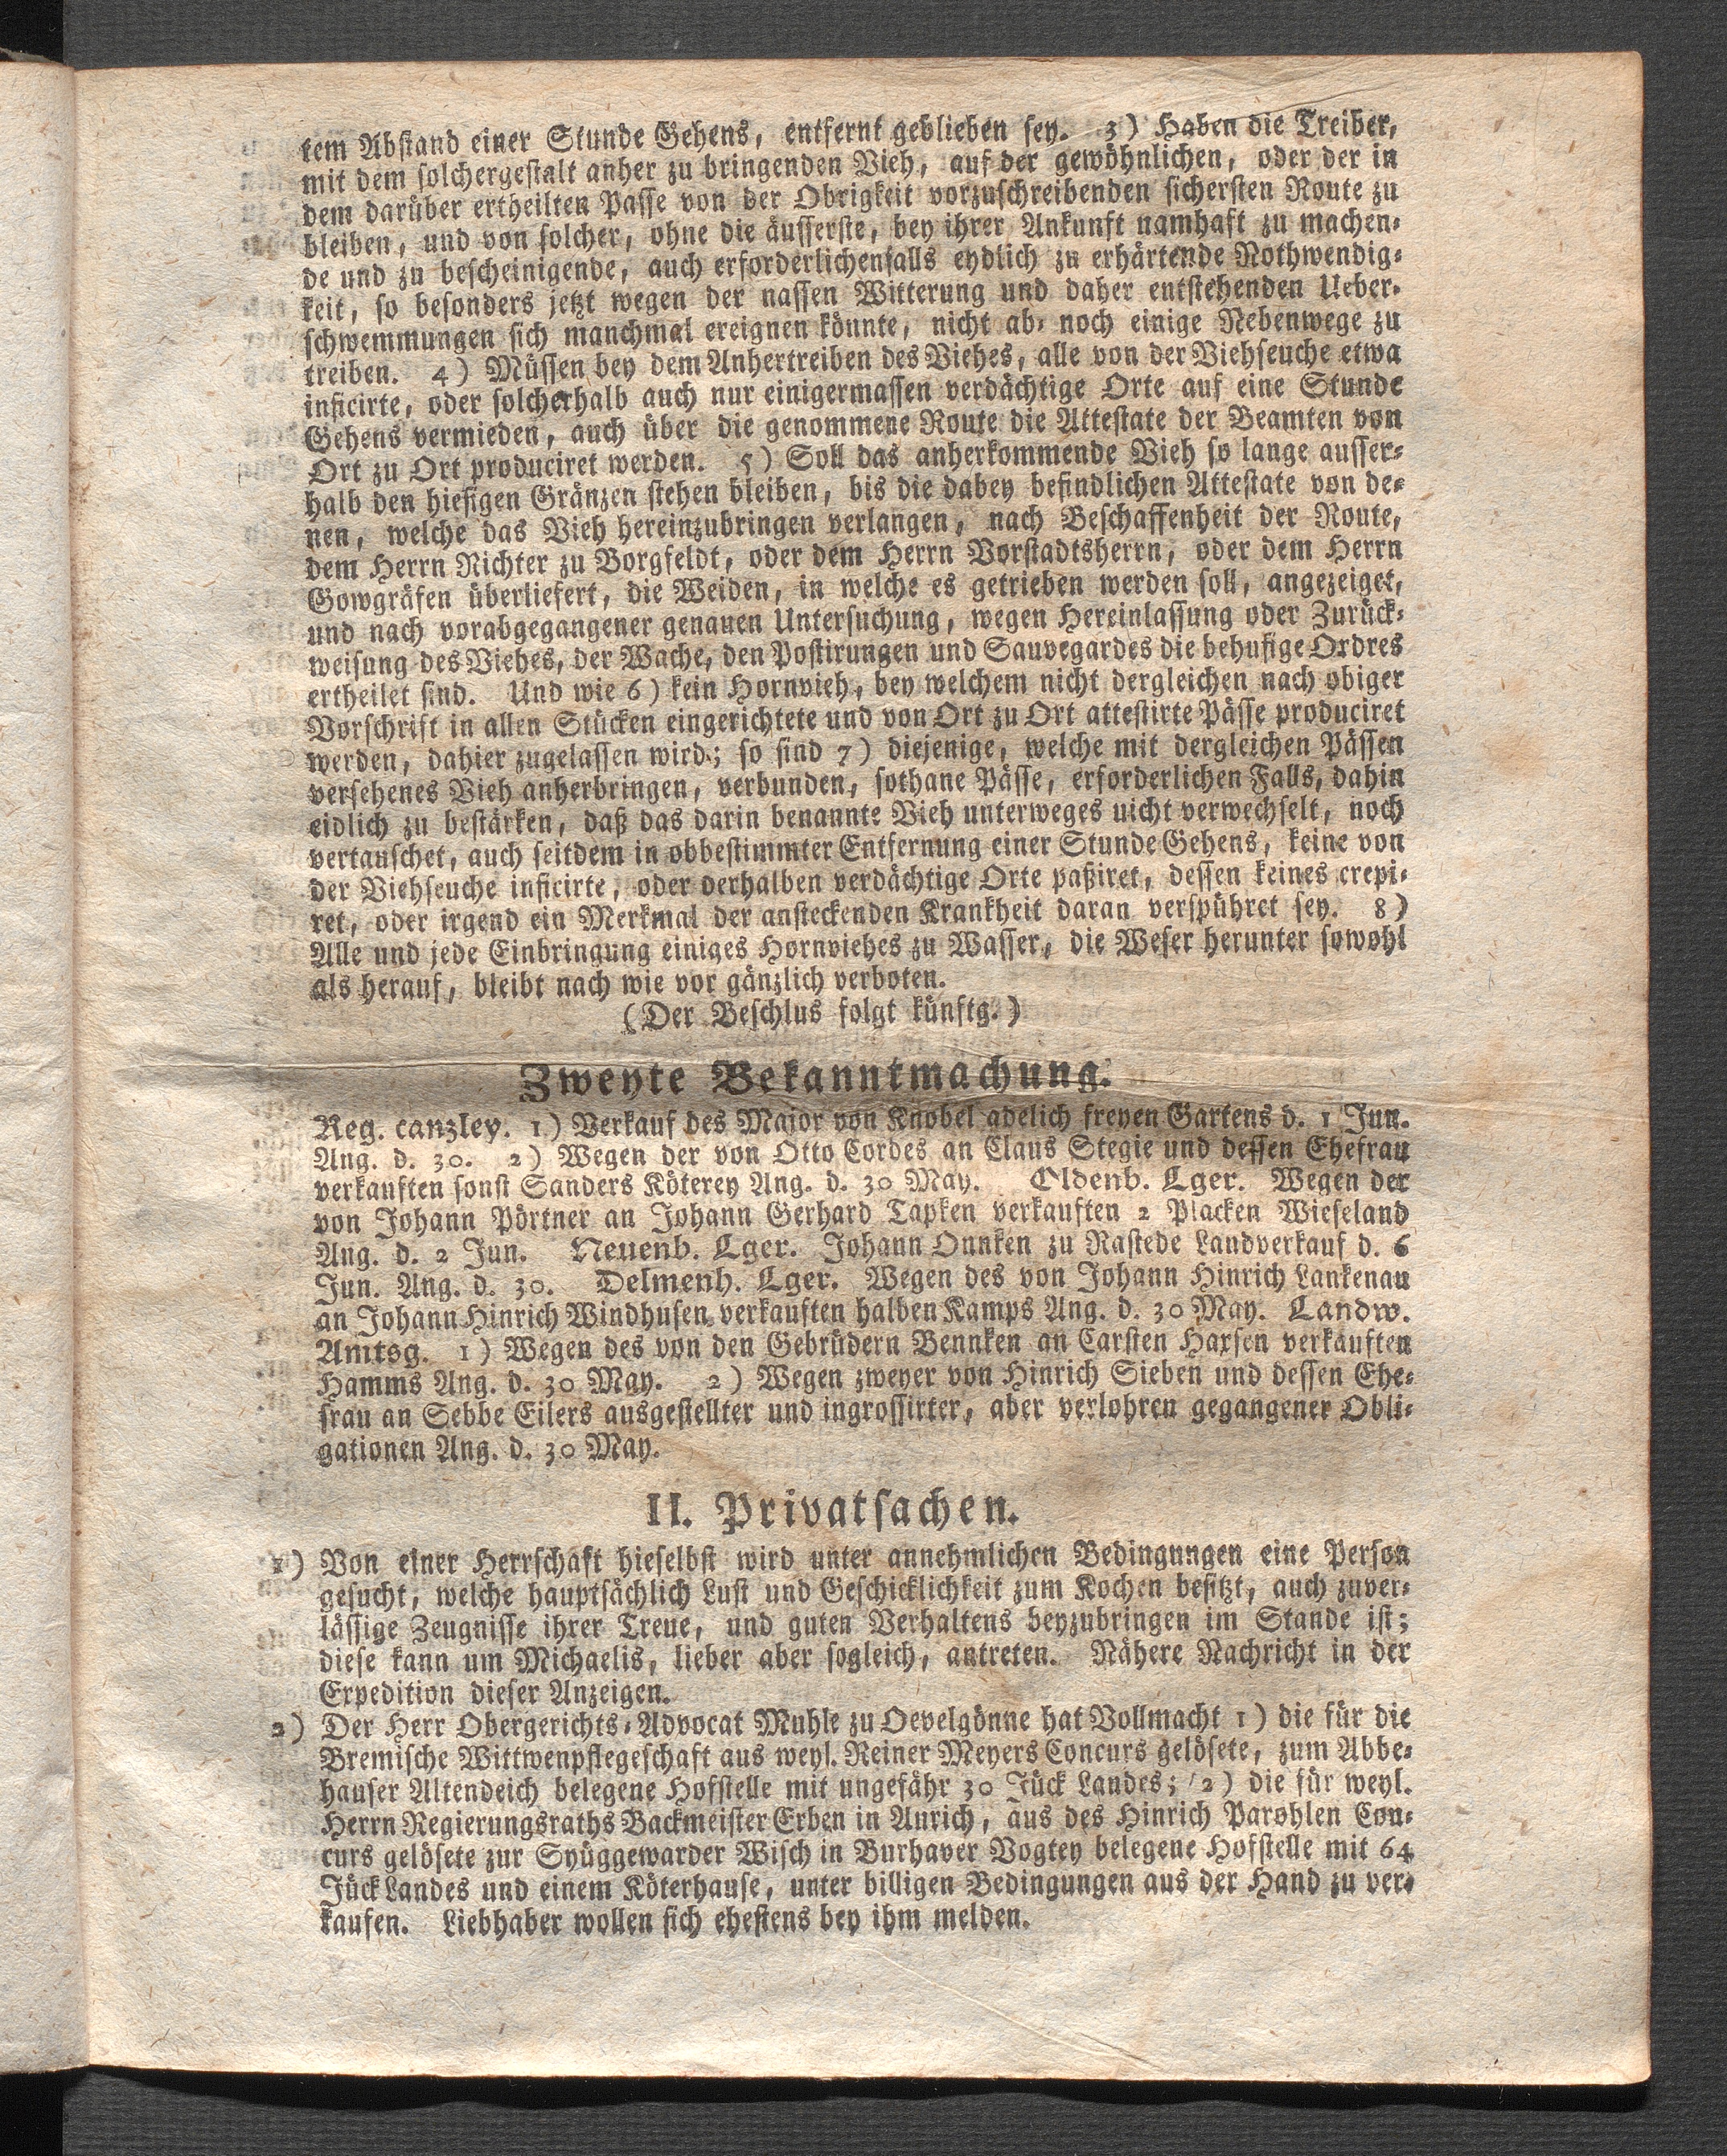 tem Abstand einer Stunde Gehens, entfernt geblieben sey. 3) Haben die Treiber,
mit dem solchergestalt anher zu bringenden Vieh, auf der gewöhnlichen, oder der in
dem darüber ertheilten Passe von der Obrigkeit vorzuschreibenden sichersten Route zu
bleiben, und von solcher, ohne die äusserste, bey ihrer Ankunft namhaft zu machen-
de und zu bescheinigende, auch erforderlichenfalls eydlich zu erhärtende Nothwendig-
keit, so besonders jetzt wegen der nassen Witterung und daher entstehenden Ueber-
schwemmungen sich manchmal ereignen könnte, nicht ab- noch einige Nebenwege zu
treiben. 4) Müssen bey dem Anhertreiben des Viehes, alle von der Viehseuche etwa
inficirte, oder solcherhalb auch nur einigermassen verdächtige Orte auf eine Stunde
Gehens vermieden, auch über die genommene Route die Attestate der Beamten von
Ort zu Ort produciret werden. 5) Soll das anherkommende Vieh so lange ausser-
halb den hiesigen Gränzen stehen bleiben, bis die dabey befindlichen Attestate von de-
nen, welche das Vieh hereinzubringen verlangen, nach Beschaffenheit der Route,
dem Herrn Richter zu Borgfeldt, oder dem Herrn Vorstadtsherrn, oder dem Herrn
Gowgräfen überliefert, die Weiden, in welche es getrieben werden soll, angezeiget,
und nach vorabgegangener genauen Untersuchung, wegen Hereinlassung oder Zurück-
weisung des Viehes, der Wache, den Postirungen und Sauvegardes die behufige Ordres
ertheilet sind. Und wie 6) kein Hornvieh, bey welchem nicht dergleichen nach obiger
Vorschrift in allen Stücken eingerichtete und von Ort zu Ort attestirte Pässe produciret
werden, dahier zugelassen wird; so sind 7) diejenige, welche mit dergleichen Pässen
versehenes Vieh anherbringen, verbunden, sothane Pässe, erforderlichen Falls, dahin
eidlich zu bestärken, daß das darin benannte Vieh unterweges nicht verwechselt, noch
vertauschet, auch seitdem in obbestimmter Entfernung einer Stunde Gehens, keine von
der Viehseuche inficirte, oder derhalben verdächtige Orte paßiret, dessen keines crepi-
ret, oder irgend ein Merkmal der ansteckenden Krankheit daran verspühret sey. 8)
Alle und jede Einbringung einiges Hornviehes zu Wasser, die Weser herunter sowohl
als herauf, bleibt nach wie vor gänzlich verboten.
(Der Beschlus folgt künftg.)
Zweyte Bekanntmachung.
Reg. canzley. 1) Verkauf des Major von Knobel adelich freyen Gartens d. 1 Jun.
Ang. d. 30. 2) Wegen der von Otto Cordes an Claus Stegie und dessen Ehefrau
verkauften sonst Sanders Köterey Ang. d. 30 May. Oldenb. Lger. Wegen der
von Johann Pörtner an Johann Gerhard Tapken verkauften 2 Placken Wieseland
Ang. d. 2 Jun. Neuenb. Lger. Johann Onnken zu Rastede Landverkauf d. 6
Jun. Ang. d. 30. Delmenh. Lger. Wegen des von Johann Hinrich Lankenau
an Johann Hinrich Windhusen verkauften halben Kamps Ang. d. 30 May. Landw.
Amtsg. 1) Wegen des von den Gebrüdern Bennken an Carsten Harsen verkauften
Hamms Ang. d. 30 May. 2) Wegen zweyer von Hinrich Sieben und dessen Ehe-
frau an Sebbe Eilers ausgestellter und ingrossirter, aber verlohren gegangener Obli-
gationen Ang. d. 30 May.
II. Privatsachen.
1) Von einer Herrschaft hieselbst wird unter annehmlichen Bedingungen eine Person
gesucht, welche hauptsächlich Lust und Geschicklichkeit zum Kochen besitzt, auch zuver-
lässige Zeugnisse ihrer Treue, und guten Verhaltens beyzubringen im Stande ist;
diese kann um Michaelis, lieber aber sogleich, antreten. Nähere Nachricht in der
Expedition dieser Anzeigen.
2) Der Herr Obergerichts-Advocat Muhle zu Oevelgönne hat Vollmacht 1) die für die
Bremische Wittwenpflegeschaft aus weyl. Reiner Meyers Concurs gelösete, zum Abbe-
hauser Altendeich belegene Hofstelle mit ungefähr 30 Jück Landes; 2) die für weyl.
Herrn Regierungsraths Backmeister Erben in Aurich, aus des Hinrich Parohlen Con-
curs gelösete zur Syüggewarder Wisch in Burhaver Vogtey belegene Hofstelle mit 64
Jück Landes und einem Köterhause, unter billigen Bedingungen aus der Hand zu ver-
kaufen. Liebhaber wollen sich ehestens bey ihm melden.